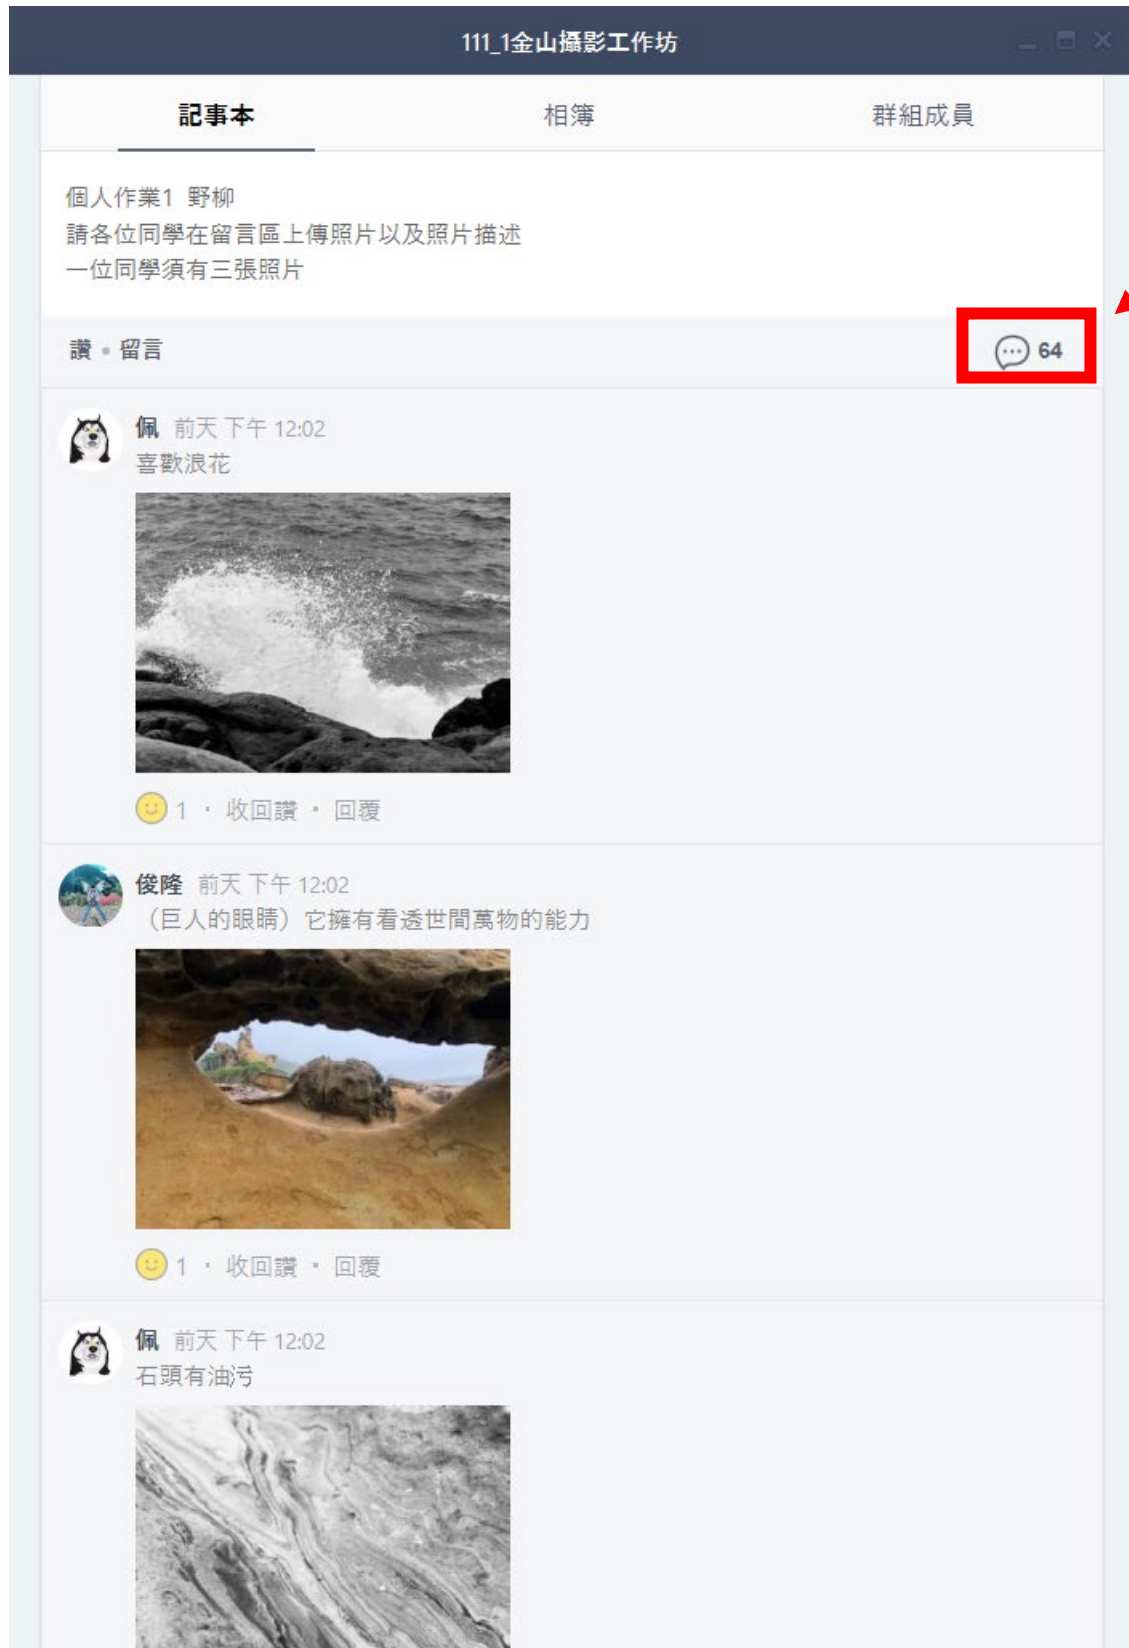 111_1金山攝影工作坊
記事本 相簿 群組成員
個人作業1 野柳
請各位同學在留言區上傳照片以及照片描述
一位同學須有三張照片
讚 • 留言 64
佩 前天 下午 12:02
喜歡浪花
1 · 收回讚 · 回覆
俊隆 前天 下午 12:02
（巨人的眼睛）它擁有看透世間萬物的能力
1 · 收回讚 · 回覆
佩 前天 下午 12:02
石頭有油污